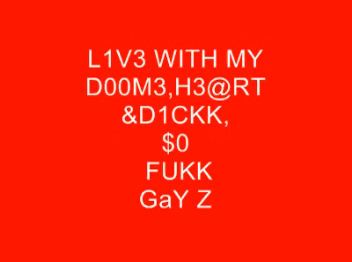 L1V3 WITH MY
D00M3,H3@RT
&D1CKK,
$0
FUKK
GaY Z